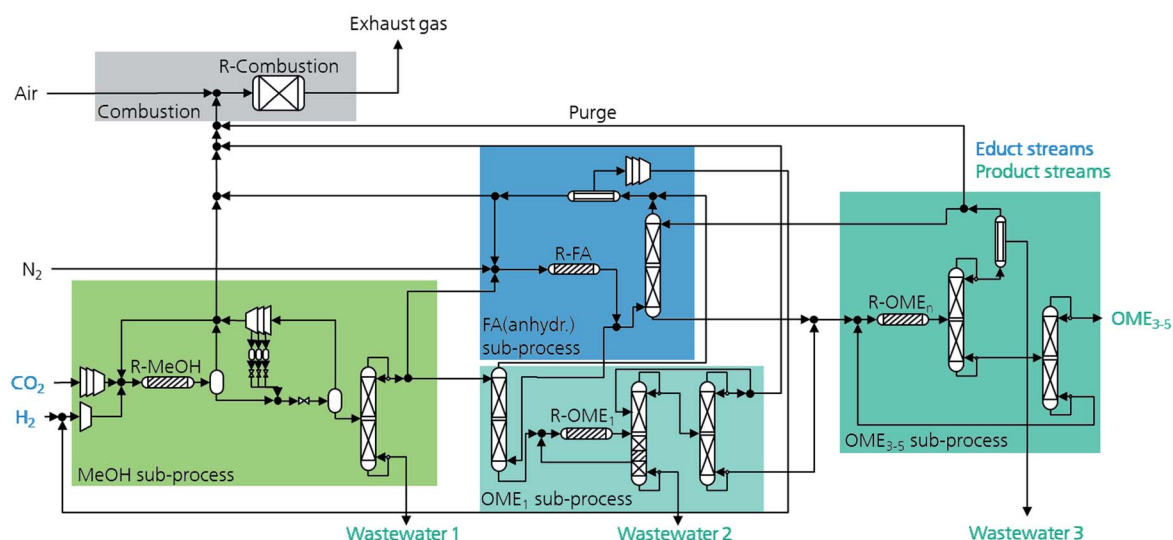 Exhaust gas
R-Combustion
Air
Combustion
Purge
Educt streams
Product streams
R-FA
N₂
R-OMEₙ
FA(anhydr.)
sub-process
OME₃₋₅
R-MeOH
CO₂
H₂
R-OME₁
OME₃₋₅ sub-process
MeOH sub-process
OME₁ sub-process
Wastewater 1
Wastewater 2
Wastewater 3